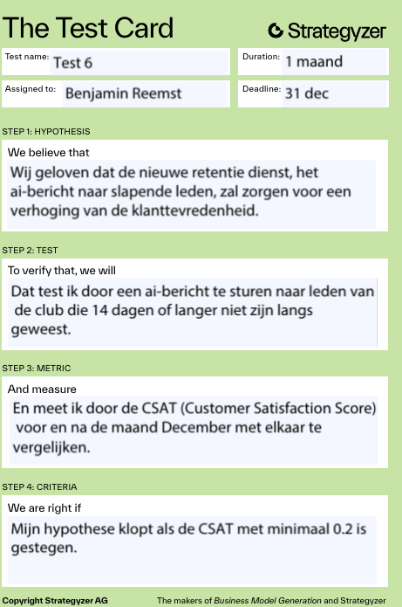 The Test Card
Strategyzer
Test name: Test 6
Duration: 1 maand
Assigned to: Benjamin Reemst
Deadline: 31 dec
STEP 1: HYPOTHESIS
We believe that
Wij geloven dat de nieuwe retentie dienst, het
ai-bericht naar slapende leden, zal zorgen voor een
verhoging van de klanttevredenheid.
STEP 2: TEST
To verify that, we will
Dat test ik door een ai-bericht te sturen naar leden van
de club die 14 dagen of langer niet zijn langs
geweest.
STEP 3: METRIC
And measure
En meet ik door de CSAT (Customer Satisfaction Score)
voor en na de maand December met elkaar te
vergelijken.
STEP 4: CRITERIA
We are right if
Mijn hypothese klopt als de CSAT met minimaal 0.2 is
gestegen.
Copyright Strategyzer AG
The makers of Business Model Generation and Strategyzer